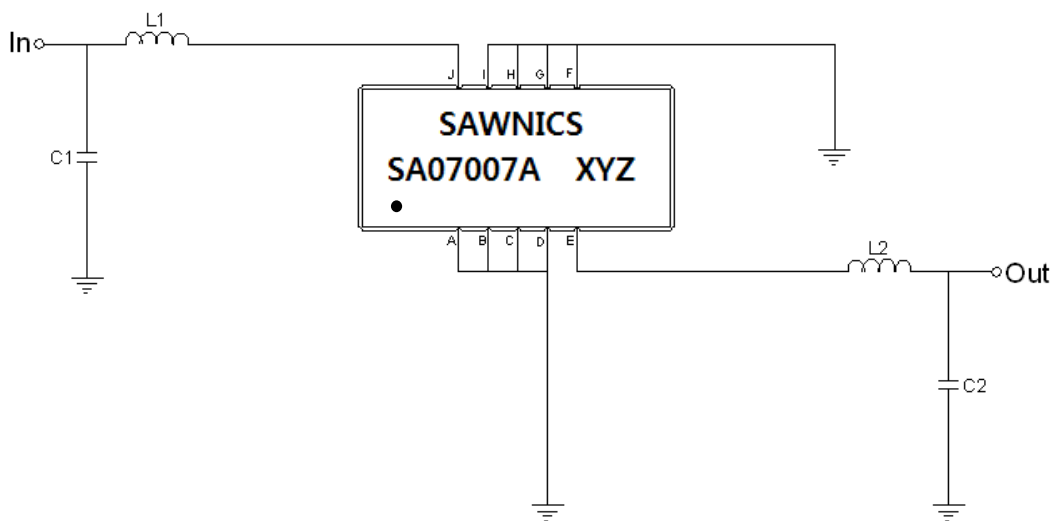 L1
In
J I H G F
SAWNICS
C1
SA07007A XYZ
A B C D E
L2
Out
C2